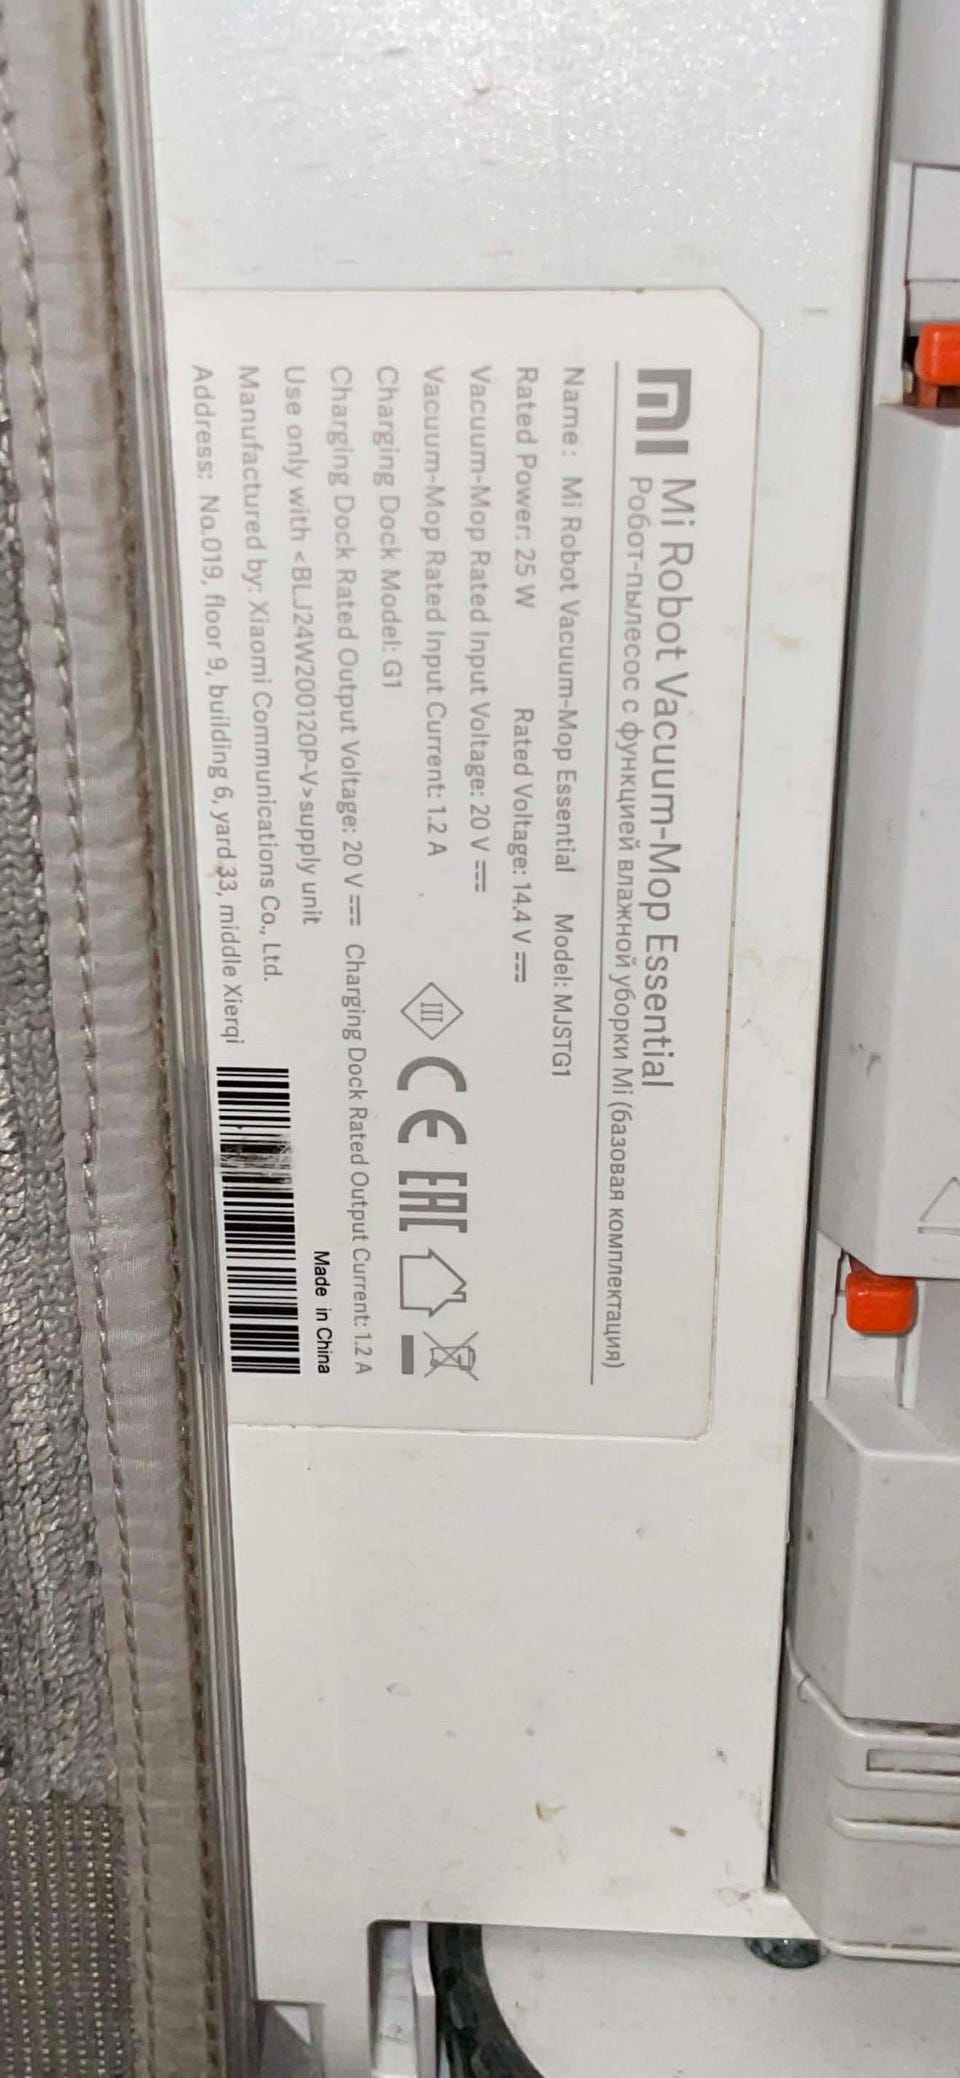 mi Mi Robot Vacuum-Mop Essential
Робот-пылесос с функцией влажной уборки Mi (базовая комплектация)
Name: Mi Robot Vacuum-Mop Essential Model: MJSTG1
Rated Power: 25 W Rated Voltage: 14.4 V ⎓
Vacuum-Mop Rated Input Voltage: 20 V ⎓
Vacuum-Mop Rated Input Current: 1.2 A
III CE EAC
Charging Dock Model: G1
Charging Dock Rated Output Voltage: 20 V ⎓ Charging Dock Rated Output Current: 1.2 A
Use only with <BLJ24W200120P-V> supply unit
Made in China
Manufactured by: Xiaomi Communications Co., Ltd.
Address: No.019, floor 9, building 6, yard 33, middle Xierqi